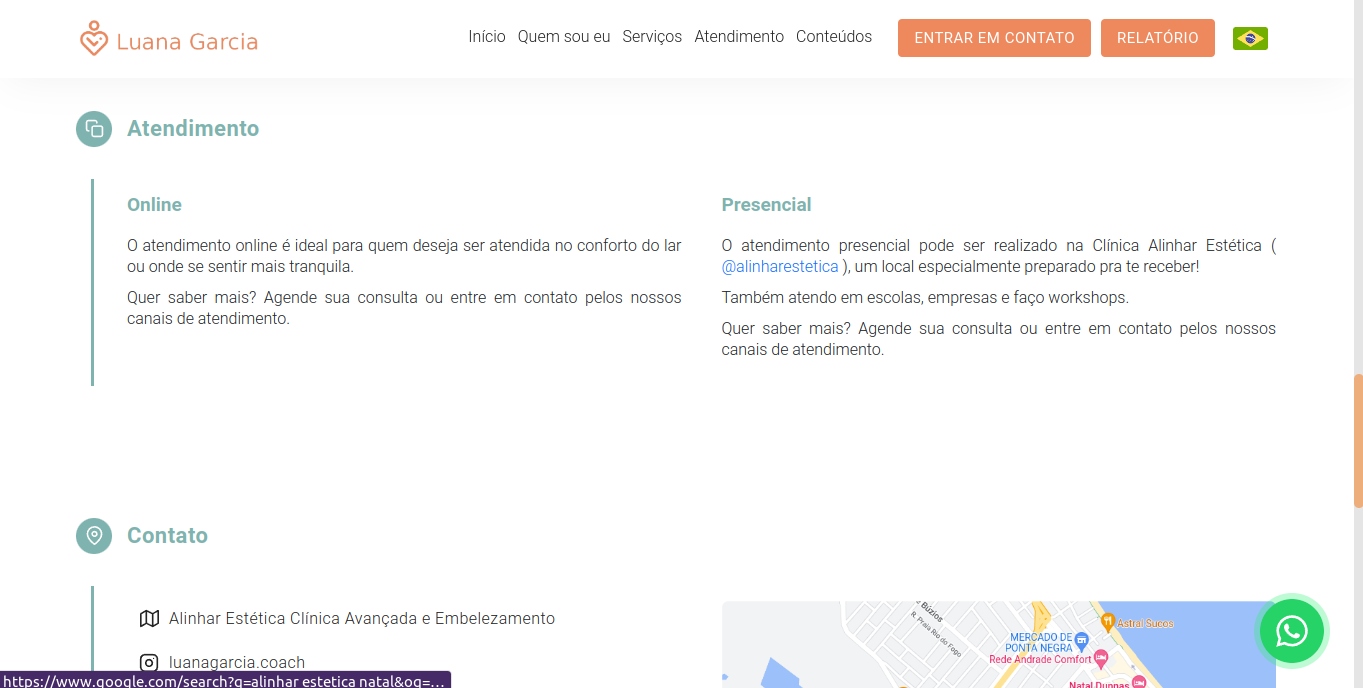 Luana Garcia
Início Quem sou eu Serviços Atendimento Conteúdos ENTRAR EM CONTATO RELATÓRIO
Atendimento
Online
O atendimento online é ideal para quem deseja ser atendida no conforto do lar
ou onde se sentir mais tranquila.
Quer saber mais? Agende sua consulta ou entre em contato pelos nossos
canais de atendimento.
Presencial
O atendimento presencial pode ser realizado na Clínica Alinhar Estética (
@alinharestetica ), um local especialmente preparado pra te receber!
Também atendo em escolas, empresas e faço workshops.
Quer saber mais? Agende sua consulta ou entre em contato pelos nossos
canais de atendimento.
Contato
Alinhar Estética Clínica Avançada e Embelezamento
luanagarcia.coach
Búzios
R. Praia Rio do Fogo
Astral Sucos
MERCADO DE
PONTA NEGRA
Rede Andrade Comfort
Natal Dunnas
https://www.google.com/search?q=alinhar estetica natal&oq=...